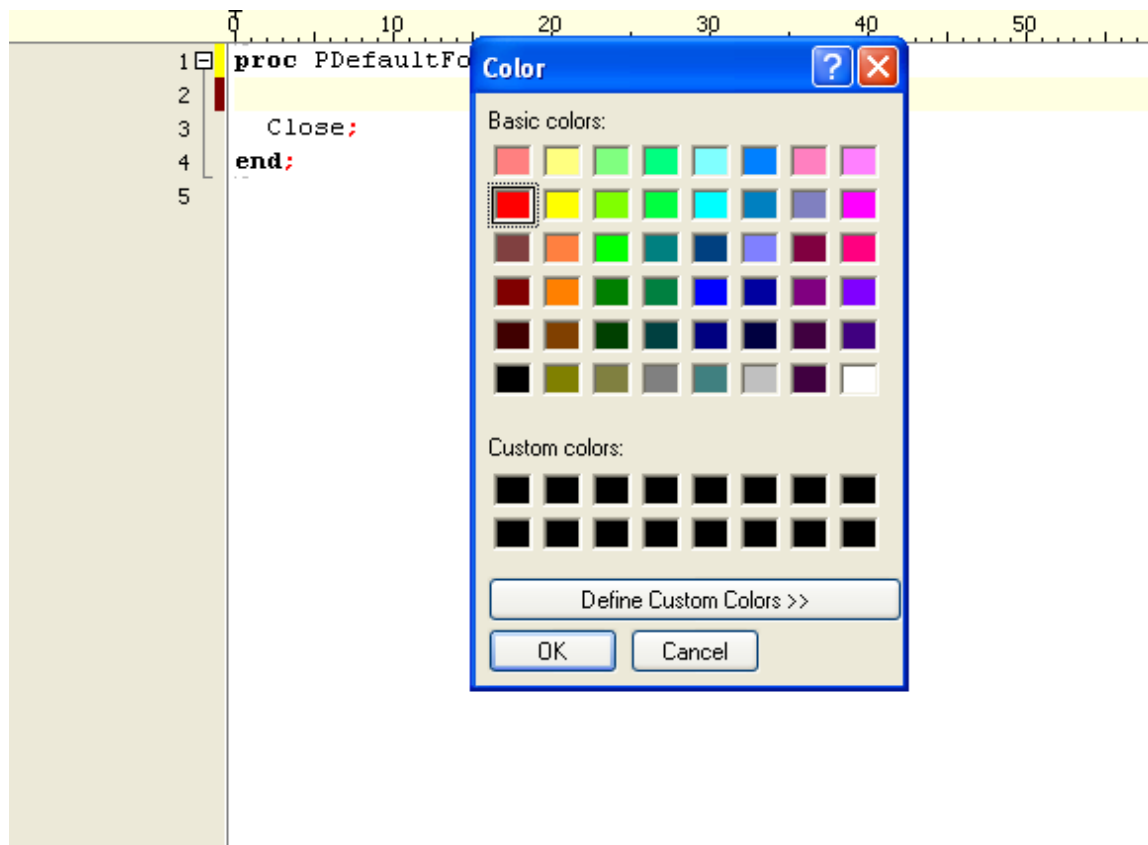 0 10 20 30 40 50
1 proc PDefaultFo
2
3 Close;
4 end;
5
Color ?
Basic colors:
Custom colors:
Define Custom Colors >>
OK Cancel